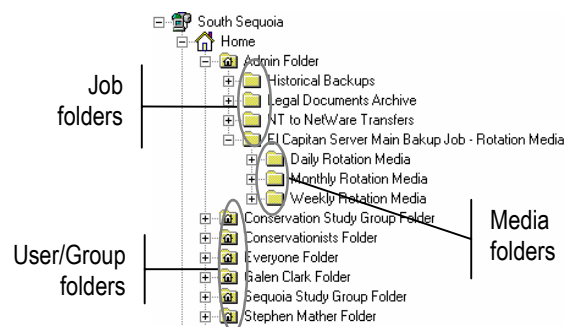 South Sequoia
Home
Admin Folder
Historical Backups
Legal Documents Archive
NT to NetWare Transfers
El Capitan Server Main Bakup Job - Rotation Media
Daily Rotation Media
Monthly Rotation Media
Weekly Rotation Media
Conservation Study Group Folder
Conservationists Folder
Everyone Folder
Galen Clark Folder
Sequoia Study Group Folder
Stephen Mather Folder
Job
folders
User/Group
folders
Media
folders